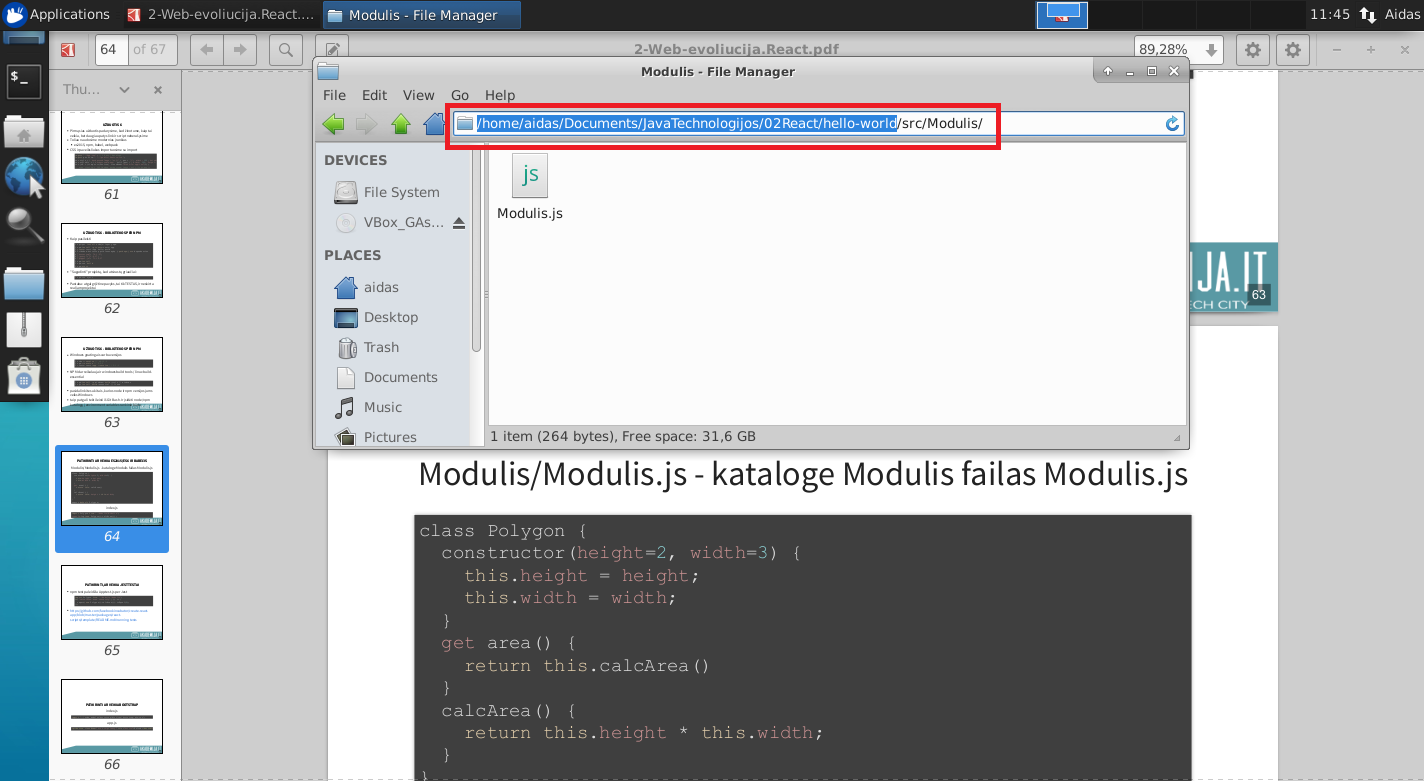 Applications
2-Web-evoliucija.React....
Modulis - File Manager
11:45
Aidas
64
of 67
2-Web-evoliucija.React.pdf
89,28%
Thu...
61
62
63
64
65
66
Modulis - File Manager
File Edit View Go Help
/home/aidas/Documents/JavaTechnologijos/02React/hello-world/src/Modulis/
DEVICES
File System
VBox_GAs...
PLACES
aidas
Desktop
Trash
Documents
Music
Pictures
js
Modulis.js
1 item (264 bytes), Free space: 31,6 GB
IJA.IT
ECH CITY
63
Modulis/Modulis.js - kataloge Modulis failas Modulis.js
class Polygon {
constructor(height=2, width=3) {
this.height = height;
this.width = width;
}
get area() {
return this.calcArea()
}
calcArea() {
return this.height * this.width;
}
}